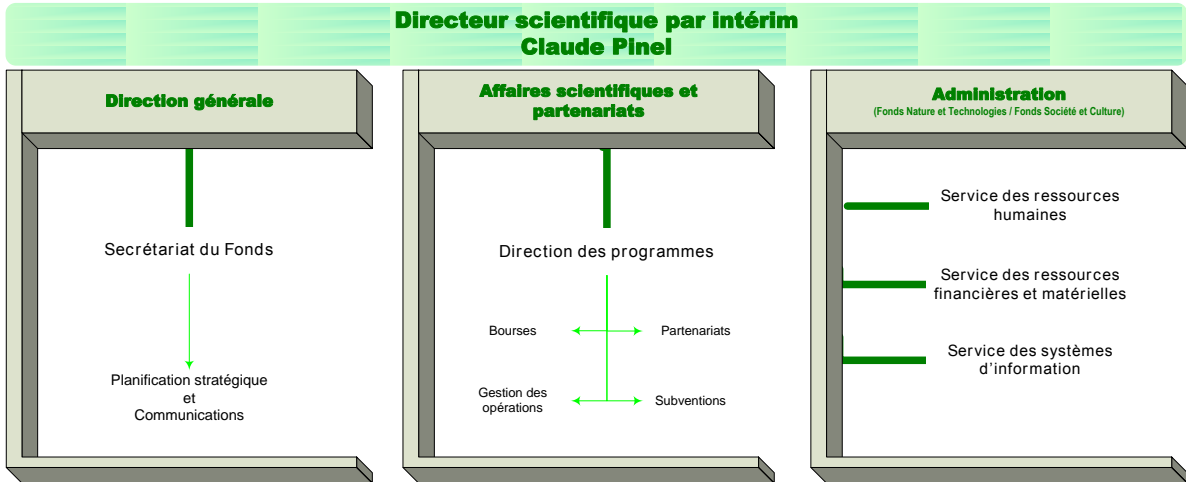 Directeur scientifique par intérim
Claude Pinel
Direction générale
Secrétariat du Fonds
Planification stratégique
et
Communications
Affaires scientifiques et
partenariats
Direction des programmes
Bourses
Partenariats
Gestion des
opérations
Subventions
Administration
(Fonds Nature et Technologies / Fonds Société et Culture)
Service des ressources
humaines
Service des ressources
financières et matérielles
Service des systèmes
d'information